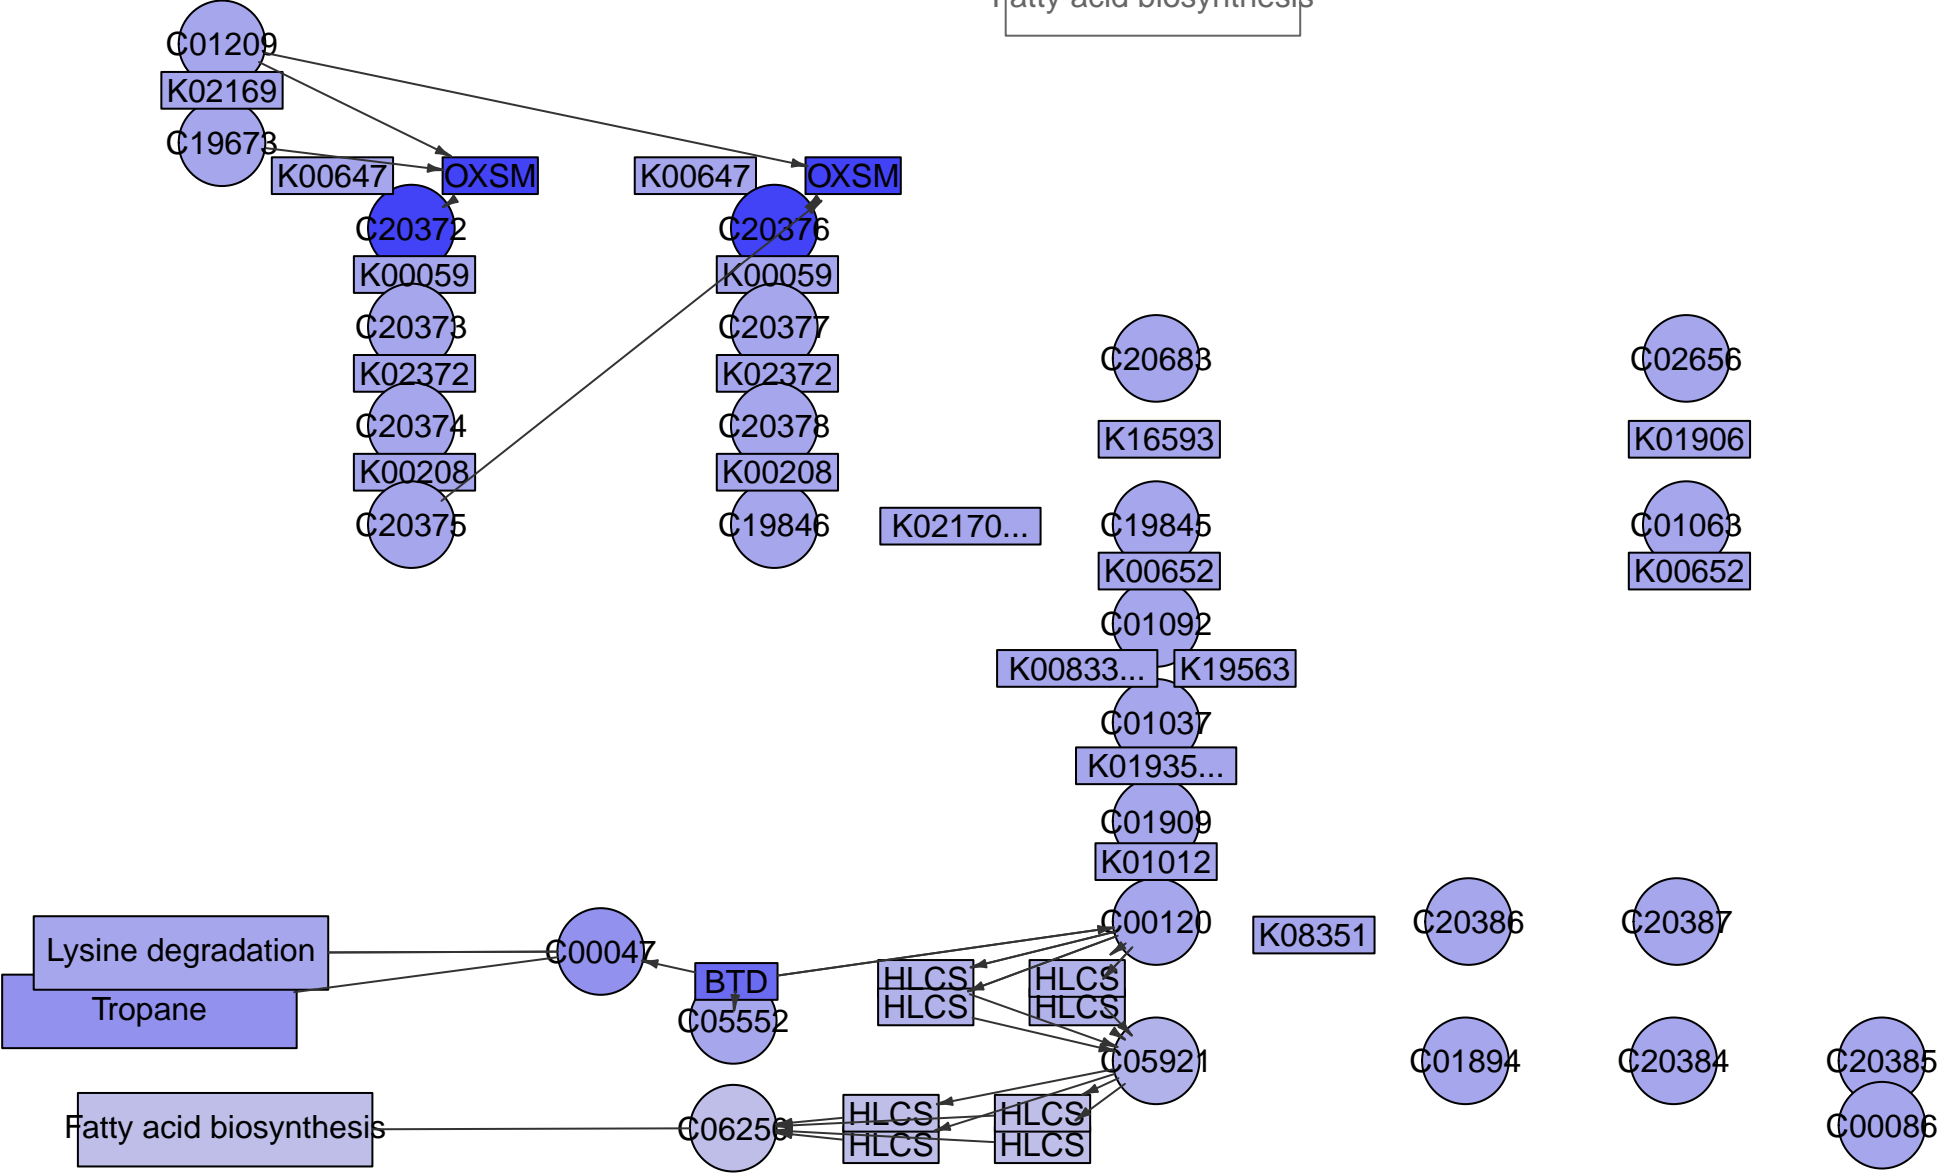 Fatty acid biosynthesis
C01209
K02169
C19673
K00647
OXSM
K00647
OXSM
C20372
C20376
K00059
K00059
C20373
C20377
C20683
C02656
K02372
K02372
C20374
C20378
K16593
K01906
K00208
K00208
C20375
C19846
K02170...
C19845
C01063
K00652
K00652
C01092
K00833...
K19563
C01037
K01935...
C01909
K01012
C00120
K08351
C20386
C20387
Lysine degradation
C00047
BTD
HLCS
HLCS
Tropane
HLCS
HLCS
C05552
C05921
C01894
C20384
C20385
Fatty acid biosynthesis
C06250
HLCS
HLCS
C00086
HLCS
HLCS